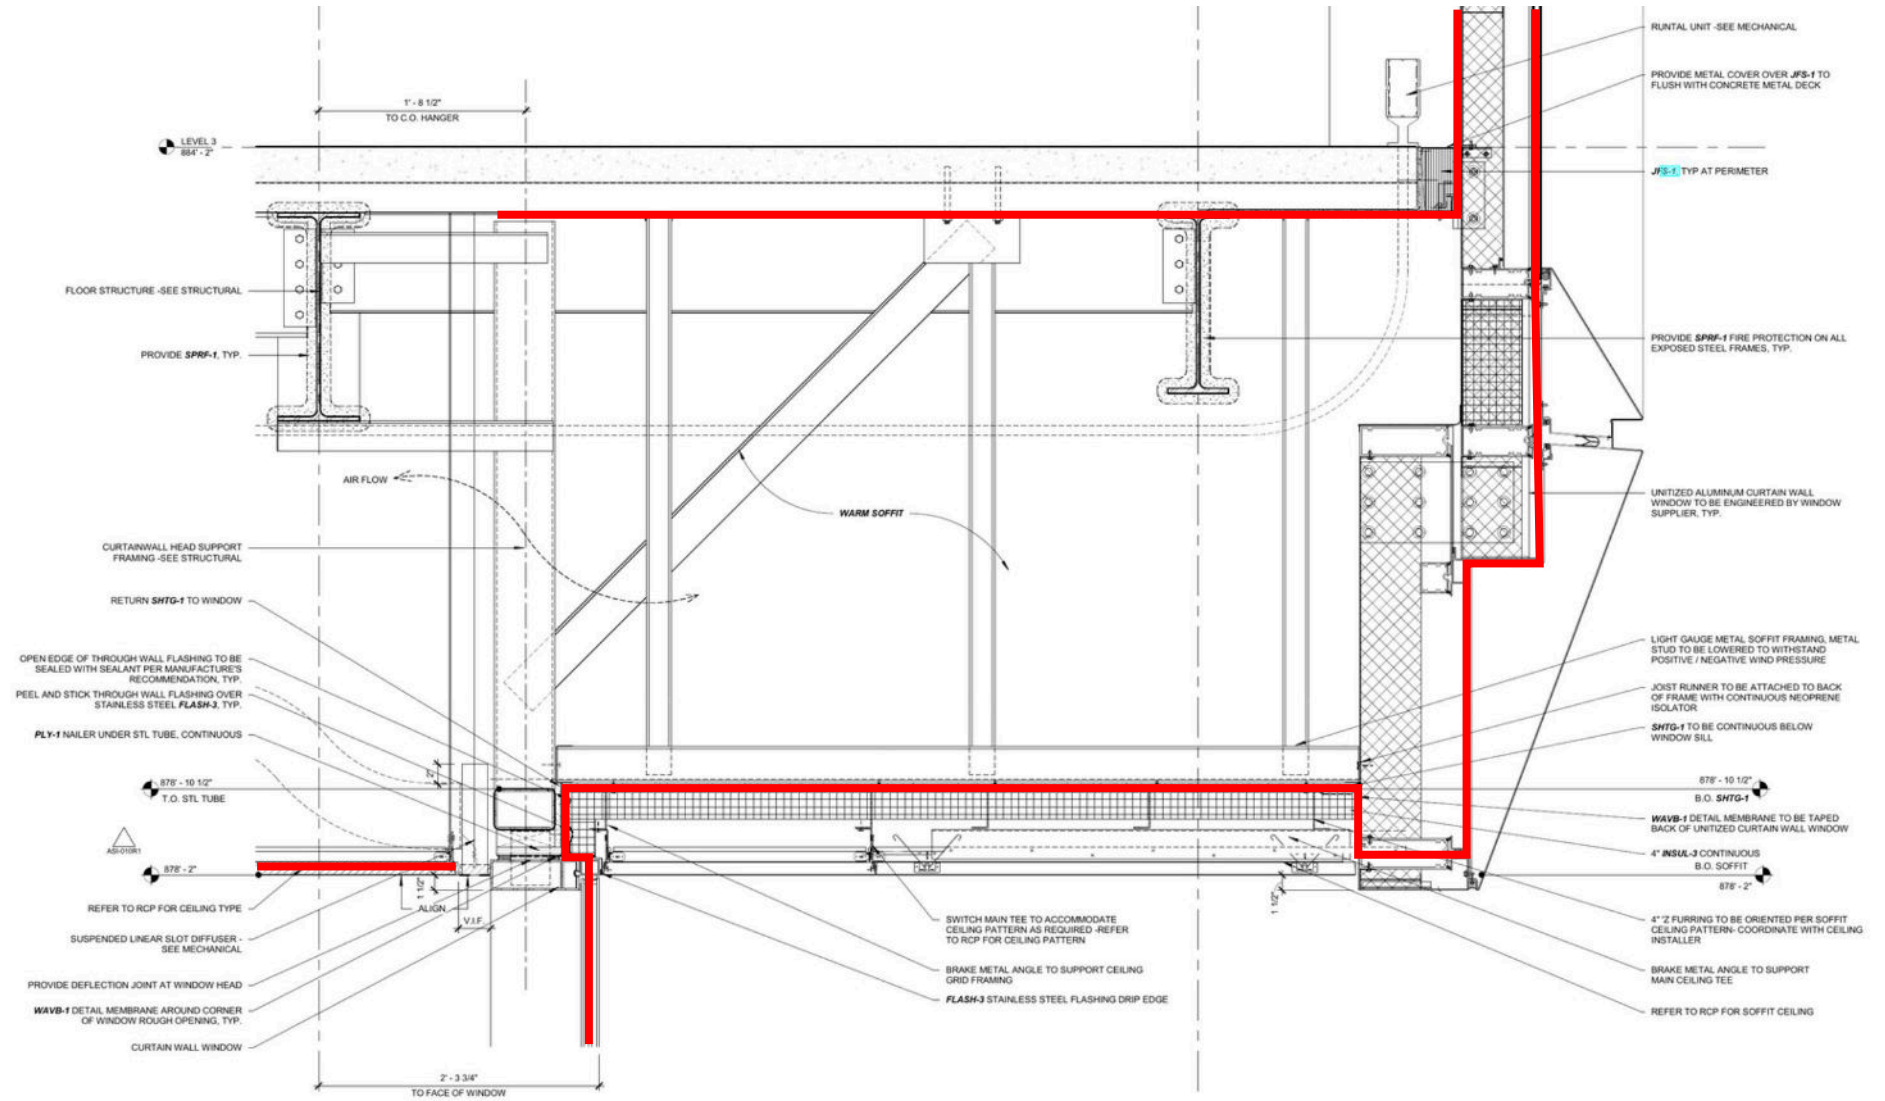 RUNTAL UNIT -SEE MECHANICAL
PROVIDE METAL COVER OVER JFS-1 TO
FLUSH WITH CONCRETE METAL DECK
1' - 8 1/2"
TO C.O. HANGER
LEVEL 3
884' - 2"
JFS-1, TYP AT PERIMETER
FLOOR STRUCTURE -SEE STRUCTURAL
PROVIDE SPRF-1, TYP.
PROVIDE SPRF-1 FIRE PROTECTION ON ALL
EXPOSED STEEL FRAMES, TYP.
AIR FLOW
WARM SOFFIT
UNITIZED ALUMINUM CURTAIN WALL
WINDOW TO BE ENGINEERED BY WINDOW
SUPPLIER, TYP.
CURTAINWALL HEAD SUPPORT
FRAMING -SEE STRUCTURAL
RETURN SHTG-1 TO WINDOW
OPEN EDGE OF THROUGH WALL FLASHING TO BE
SEALED WITH SEALANT PER MANUFACTURE'S
RECOMMENDATION, TYP.
PEEL AND STICK THROUGH WALL FLASHING OVER
STAINLESS STEEL FLASH-3, TYP.
PLY-1 NAILER UNDER STL TUBE, CONTINUOUS
LIGHT GAUGE METAL SOFFIT FRAMING, METAL
STUD TO BE LOWERED TO WITHSTAND
POSITIVE / NEGATIVE WIND PRESSURE
JOIST RUNNER TO BE ATTACHED TO BACK
OF FRAME WITH CONTINUOUS NEOPRENE
ISOLATOR
SHTG-1 TO BE CONTINUOUS BELOW
WINDOW SILL
2"
878' - 10 1/2"
T.O. STL TUBE
878' - 10 1/2"
B.O. SHTG-1
WAVB-1 DETAIL MEMBRANE TO BE TAPED
BACK OF UNITIZED CURTAIN WALL WINDOW
ASI-010R1
4" INSUL-3 CONTINUOUS
878' - 2"
B.O. SOFFIT
878' - 2"
1 1/2"
ALIGN
V.I.F.
1 1/2"
REFER TO RCP FOR CEILING TYPE
SUSPENDED LINEAR SLOT DIFFUSER -
SEE MECHANICAL
PROVIDE DEFLECTION JOINT AT WINDOW HEAD
WAVB-1 DETAIL MEMBRANE AROUND CORNER
OF WINDOW ROUGH OPENING, TYP.
CURTAIN WALL WINDOW
SWITCH MAIN TEE TO ACCOMMODATE
CEILING PATTERN AS REQUIRED -REFER
TO RCP FOR CEILING PATTERN
BRAKE METAL ANGLE TO SUPPORT CEILING
GRID FRAMING
FLASH-3 STAINLESS STEEL FLASHING DRIP EDGE
4" 'Z FURRING TO BE ORIENTED PER SOFFIT
CEILING PATTERN- COORDINATE WITH CEILING
INSTALLER
BRAKE METAL ANGLE TO SUPPORT
MAIN CEILING TEE
REFER TO RCP FOR SOFFIT CEILING
2' - 3 3/4"
TO FACE OF WINDOW